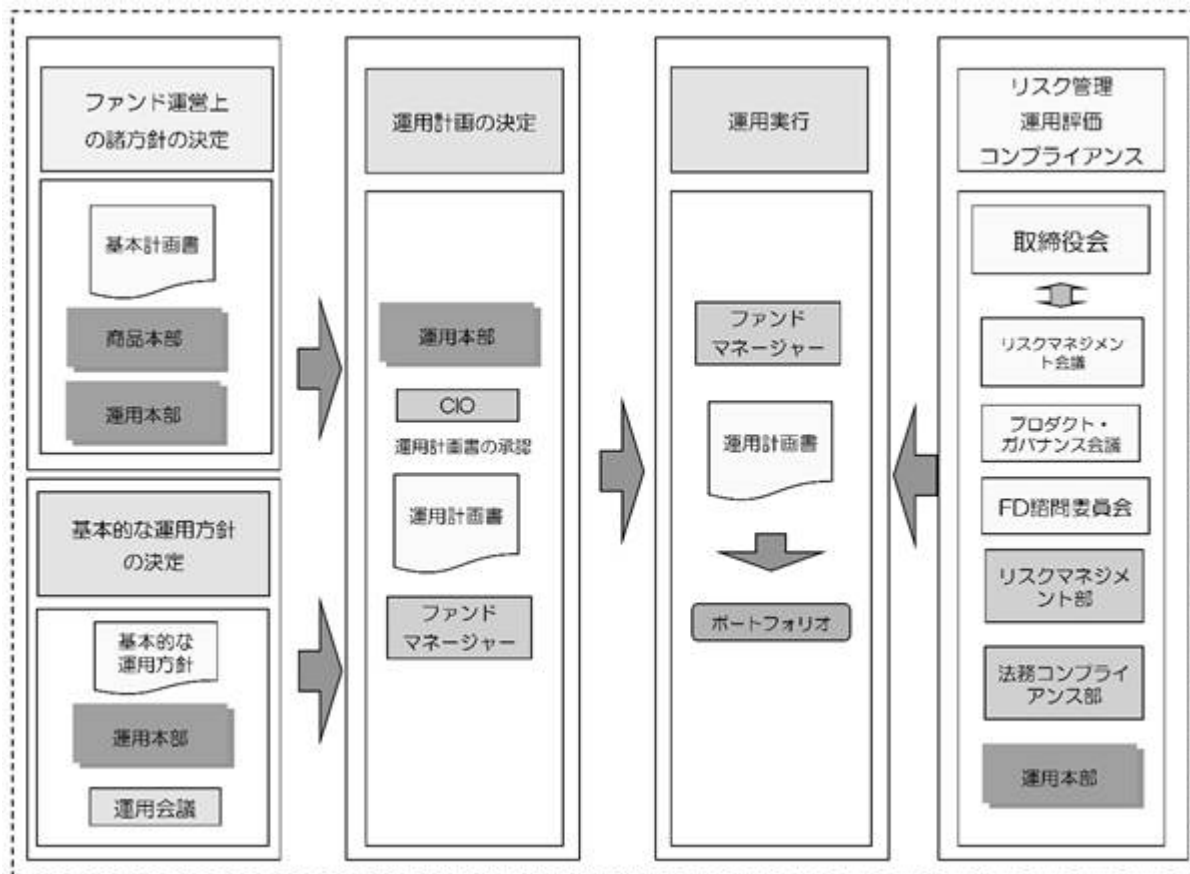 ファンド運営上
の諸方針の決定
基本計画書
商品本部
運用本部
基本的な運用方針
の決定
基本的な
運用方針
運用本部
運用会議
運用計画の決定
運用本部
CIO
運用計画書の承認
運用計画書
ファンド
マネージャー
運用実行
ファンド
マネージャー
運用計画書
ポートフォリオ
リスク管理
運用評価
コンプライアンス
取締役会
リスクマネジメン
ト会議
プロダクト・
ガバナンス会議
FD諮問委員会
リスクマネジメ
ント部
法務コンプライ
アンス部
運用本部